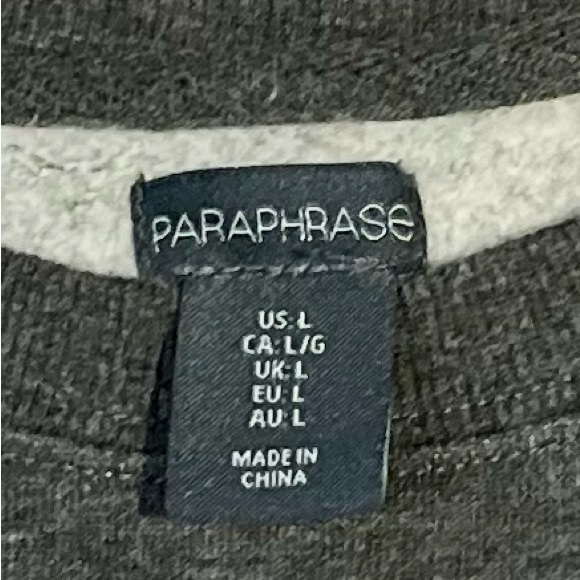 PARAPHRASE
US: L
CA: L/G
UK: L
EU: L
AU: L
MADE IN
CHINA